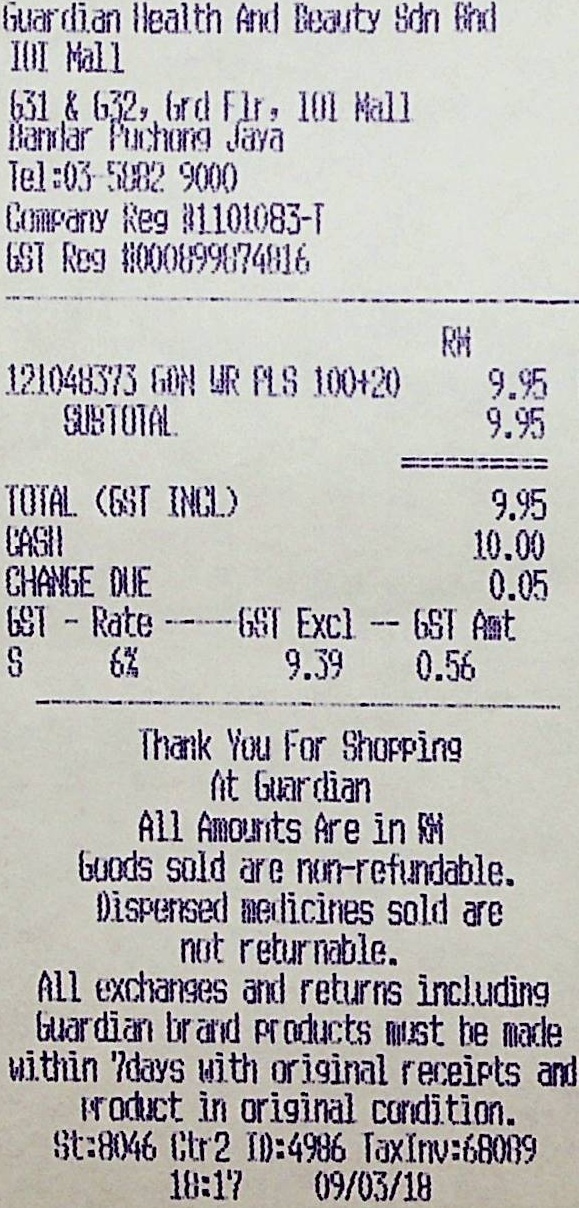 Guardian Health And Beauty Sdn Bhd
IOI Mall
G31 & G32, Grd Flr, IOI Mall
Bandar Puchong Jaya
Tel:03-5882 9000
Company Reg #1101083-T
GST Reg #000899874816
RM
121048373 GDN WR PLS 100+20 9.95
SUBTOTAL 9.95
TOTAL (GST INCL) 9.95
CASH 10.00
CHANGE DUE 0.05
GST - Rate -----GST Excl -- GST Amt
S 6% 9.39 0.56
Thank You For Shopping
At Guardian
All Amounts Are in RM
Goods sold are non-refundable.
Dispensed medicines sold are
not returnable.
All exchanges and returns including
Guardian brand products must be made
within 7days with original receipts and
product in original condition.
St:8046 Ctr2 ID:4986 TaxInv:68089
18:17 09/03/18